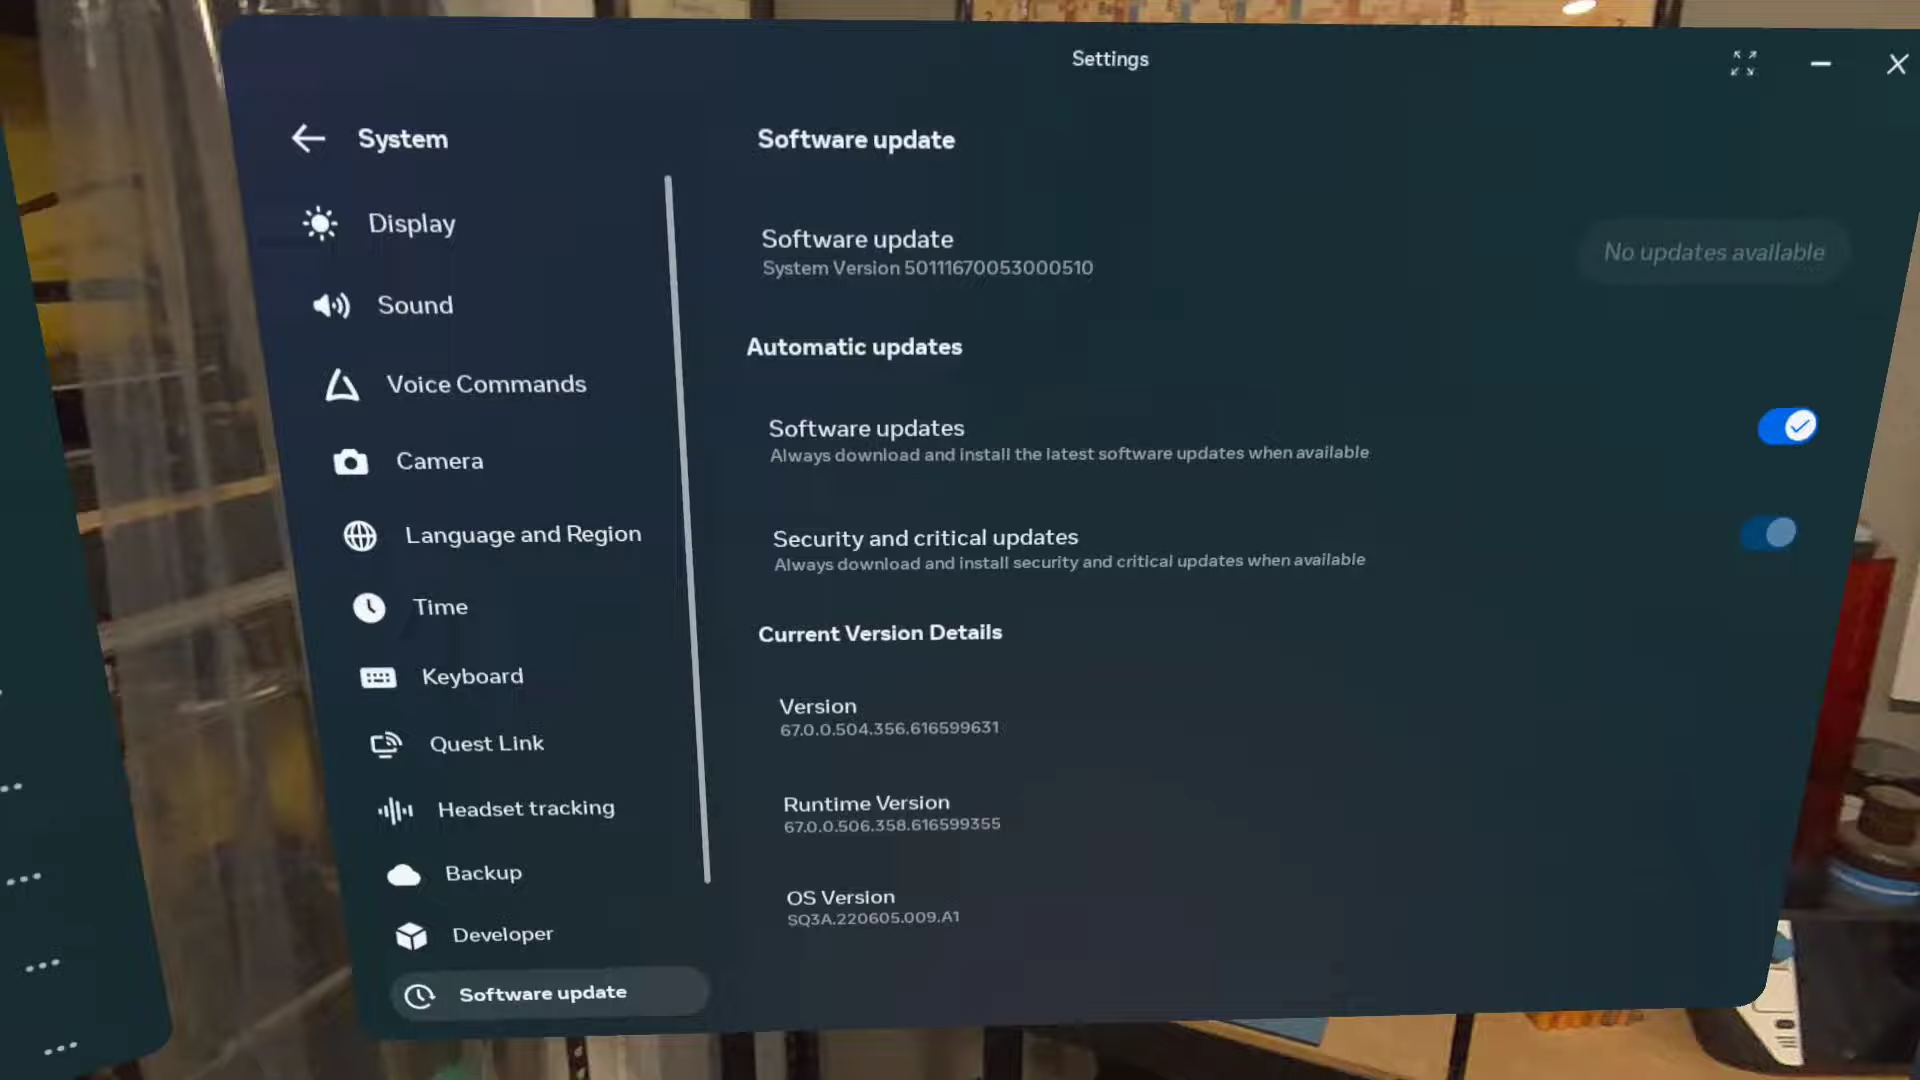 Settings
System
Display
Sound
Voice Commands
Camera
Language and Region
Time
Keyboard
Quest Link
Headset tracking
Backup
Developer
Software update
Software update
Software update
System Version 50111670053000510
No updates available
Automatic updates
Software updates
Always download and install the latest software updates when available
Security and critical updates
Always download and install security and critical updates when available
Current Version Details
Version
67.0.0.504.356.616599631
Runtime Version
67.0.0.506.358.616599355
OS Version
SQ3A.220605.009.A1